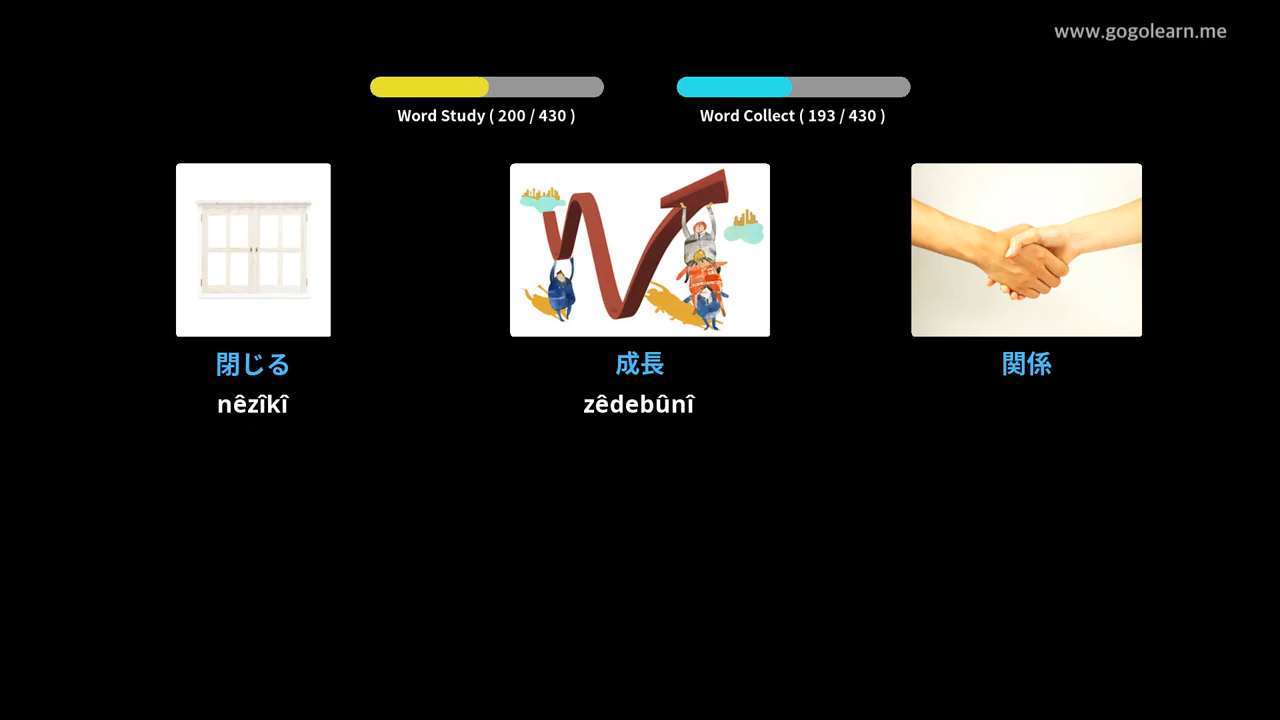 www.gogolearn.me
Word Study ( 200 / 430 )
Word Collect ( 193 / 430 )
閉じる
成長
関係
nêzîkî
zêdebûnî